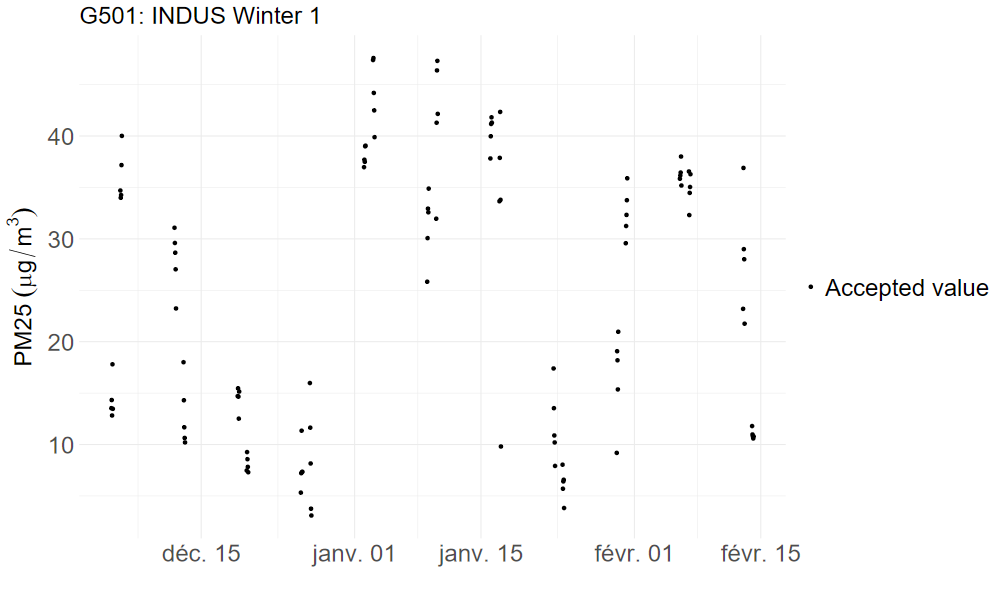 G501: INDUS Winter 1
PM25 (μg/m³)
40
30
20
10
déc. 15
janv. 01
janv. 15
févr. 01
févr. 15
Accepted value